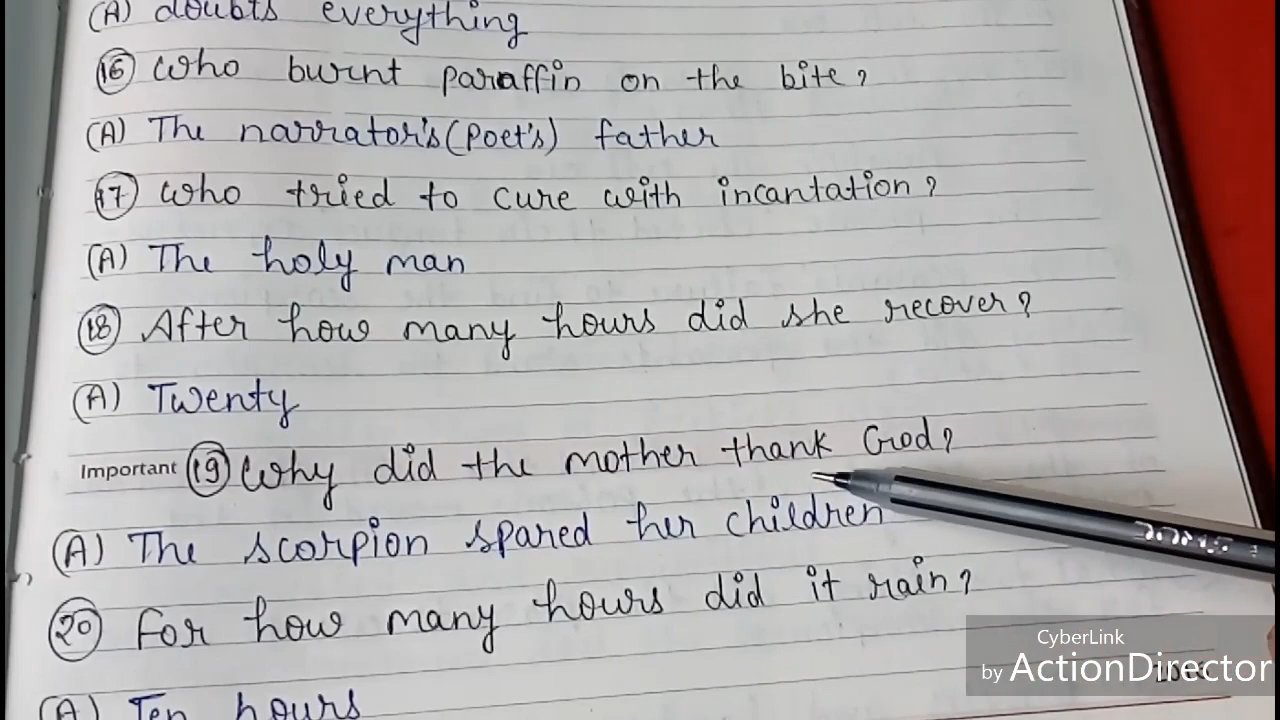 (A) doubts everything
16 Who burnt paraffin on the bite?
(A) The narrator's (poet's) father
17 Who tried to cure with incantation?
(A) The holy man
18 After how many hours did she recover?
(A) Twenty
Important 19 Why did the mother thank God?
(A) The scorpion spared her children
20 For how many hours did it rain?
(A) Ten hours
CyberLink
by ActionDirector